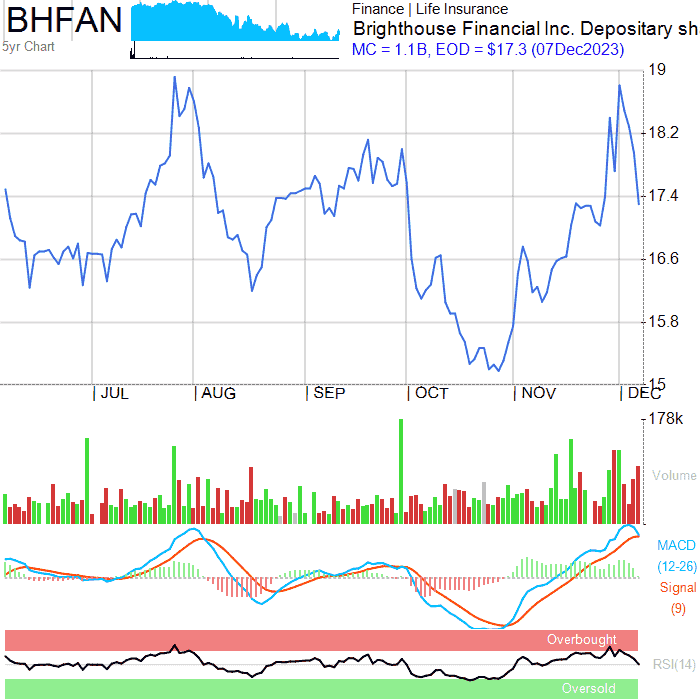 BHFAN
5yr Chart
Finance | Life Insurance
Brighthouse Financial Inc. Depositary sh
MC = 1.1B, EOD = $17.3 (07Dec2023)
19
18.2
17.4
16.6
15.8
15
| JUL | AUG | SEP | OCT | NOV | DEC
178k
Volume
MACD
(12-26)
Signal
(9)
Overbought
RSI(14)
Oversold